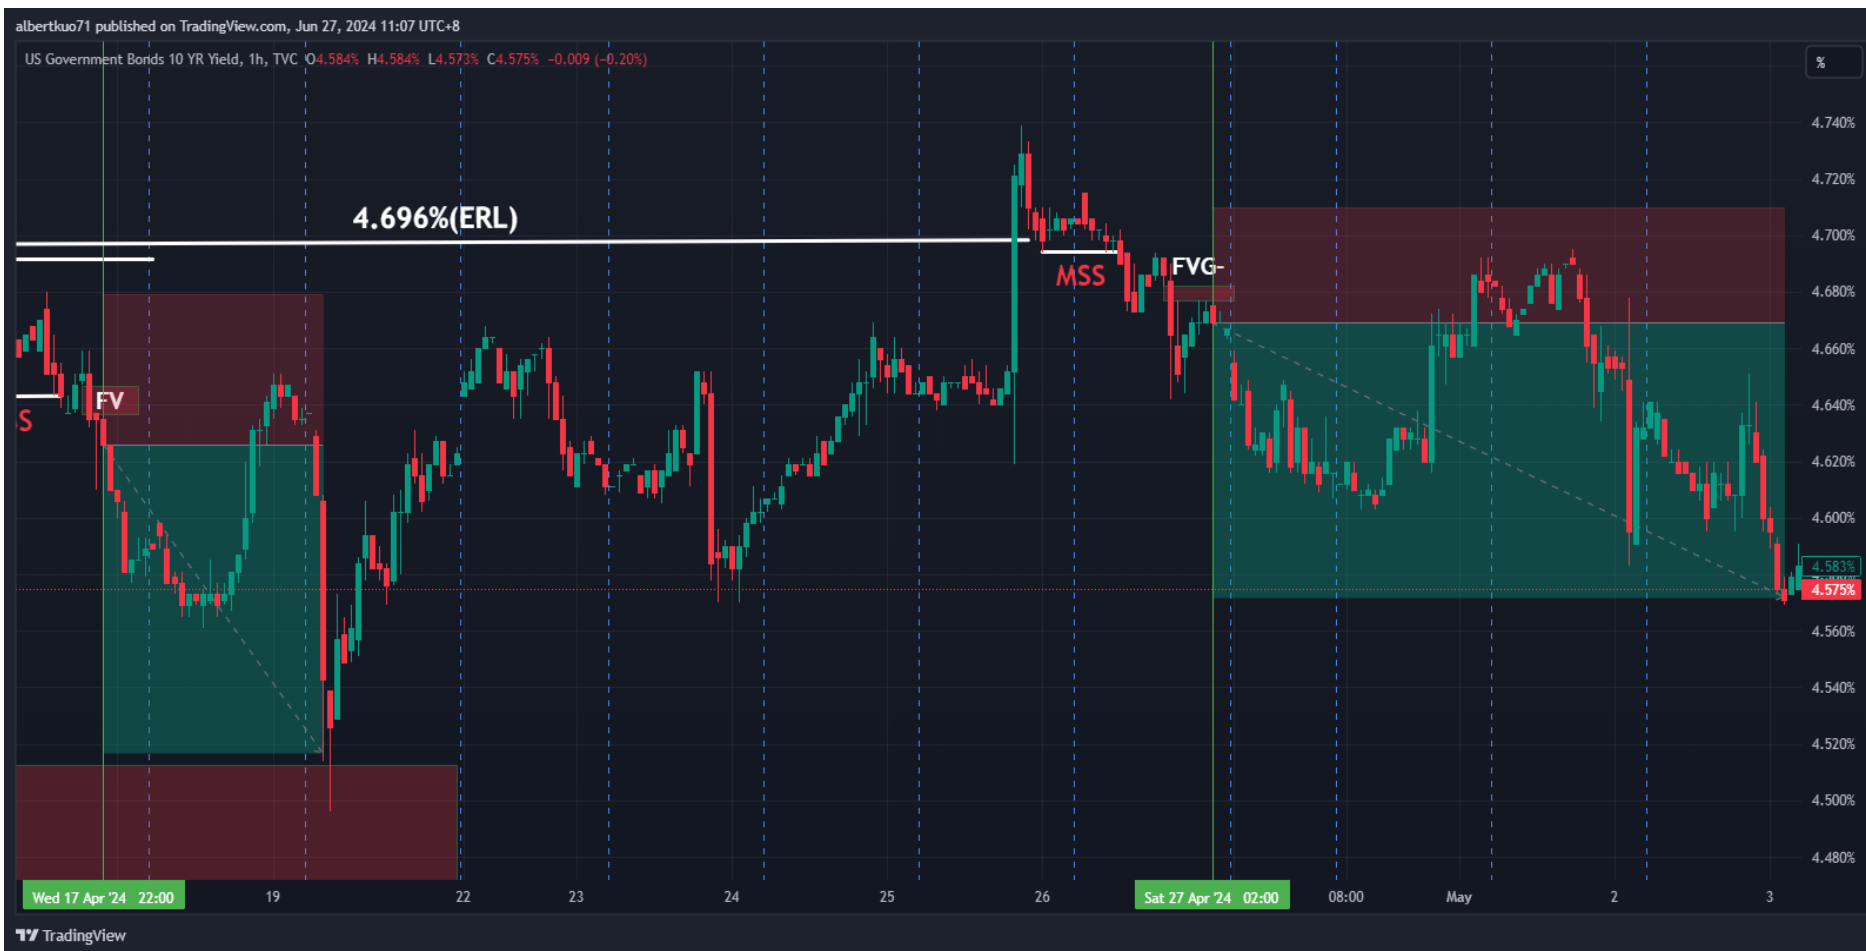 albertkuo71 published on TradingView.com, Jun 27, 2024 11:07 UTC+8
US Government Bonds 10 YR Yield, 1h, TVC O4.584% H4.584% L4.573% C4.575% −0.009 (−0.20%)
%
4.740%
4.720%
4.696%(ERL)
4.700%
MSS
FVG-
4.680%
4.660%
FV
4.640%
S
4.620%
4.600%
4.583%
4.575%
4.560%
4.540%
4.520%
4.500%
4.480%
Wed 17 Apr '24 22:00 19 22 23 24 25 26 Sat 27 Apr '24 02:00 08:00 May 2 3
TradingView